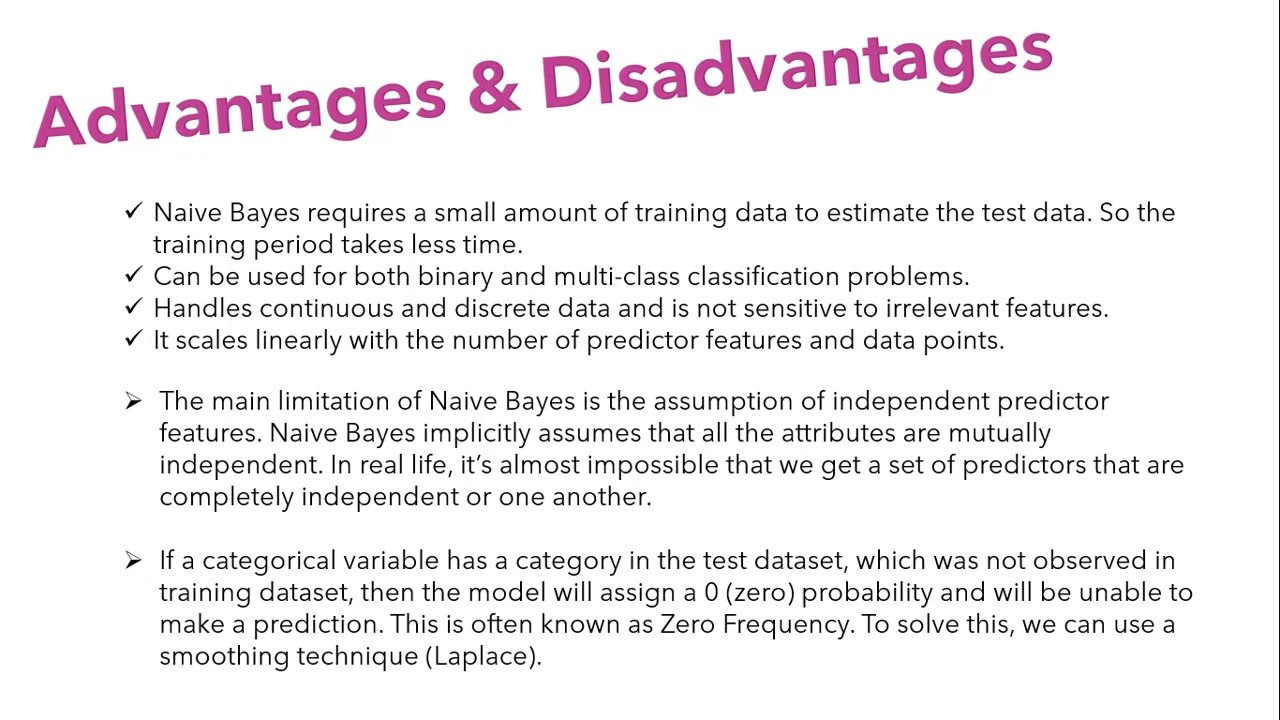 Advantages & Disadvantages
✓ Naive Bayes requires a small amount of training data to estimate the test data. So the
training period takes less time.
✓ Can be used for both binary and multi-class classification problems.
✓ Handles continuous and discrete data and is not sensitive to irrelevant features.
✓ It scales linearly with the number of predictor features and data points.
➢ The main limitation of Naive Bayes is the assumption of independent predictor
features. Naive Bayes implicitly assumes that all the attributes are mutually
independent. In real life, it’s almost impossible that we get a set of predictors that are
completely independent or one another.
➢ If a categorical variable has a category in the test dataset, which was not observed in
training dataset, then the model will assign a 0 (zero) probability and will be unable to
make a prediction. This is often known as Zero Frequency. To solve this, we can use a
smoothing technique (Laplace).